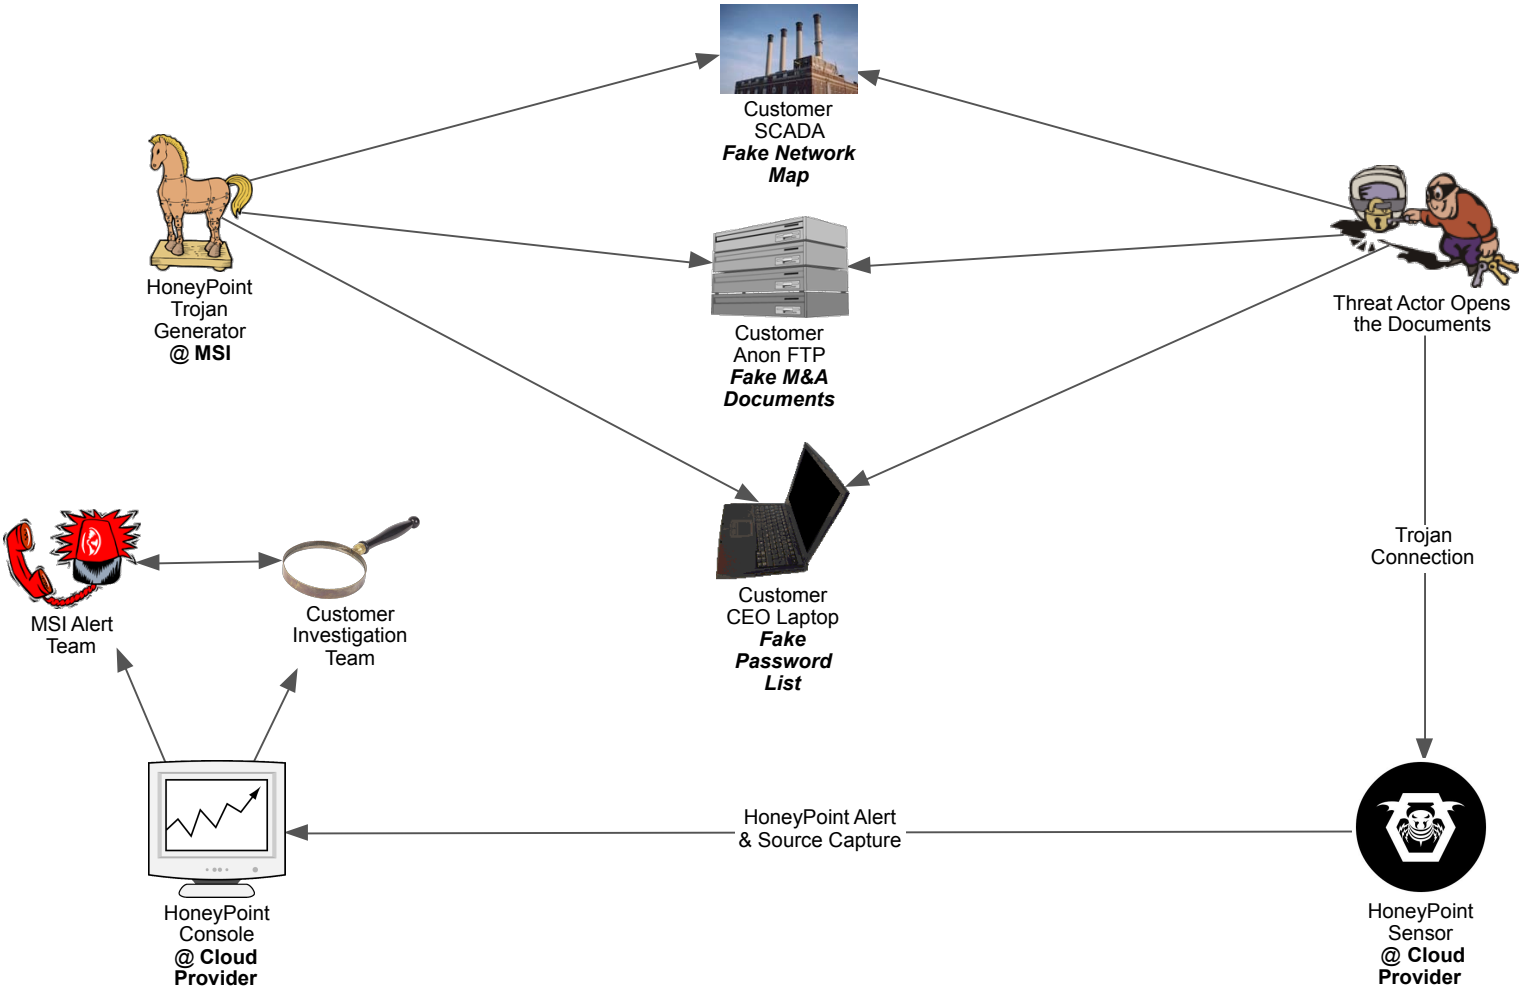 Customer
SCADA
Fake Network
Map
HoneyPoint
Trojan
Generator
@ MSI
Customer
Anon FTP
Fake M&A
Documents
Threat Actor Opens
the Documents
Trojan
Connection
MSI Alert
Team
Customer
Investigation
Team
Customer
CEO Laptop
Fake
Password
List
HoneyPoint Alert
& Source Capture
HoneyPoint
Console
@ Cloud
Provider
HoneyPoint
Sensor
@ Cloud
Provider